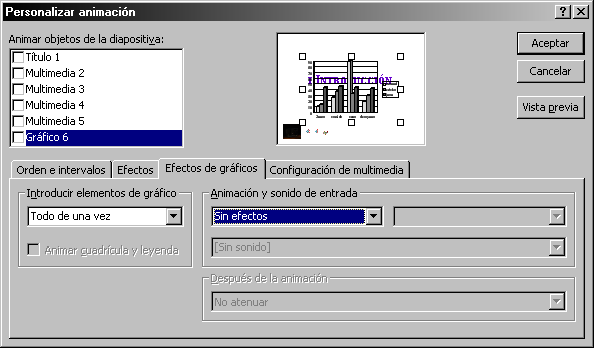 Personalizar animación
Animar objetos de la diapositiva:
Título 1
Multimedia 2
Multimedia 3
Multimedia 4
Multimedia 5
Gráfico 6
INTRODUCCIÓN
Aceptar
Cancelar
Vista previa
Orden e intervalos
Efectos
Efectos de gráficos
Configuración de multimedia
Introducir elementos de gráfico
Todo de una vez
Animar cuadrícula y leyenda
Animación y sonido de entrada
Sin efectos
[Sin sonido]
Después de la animación
No atenuar